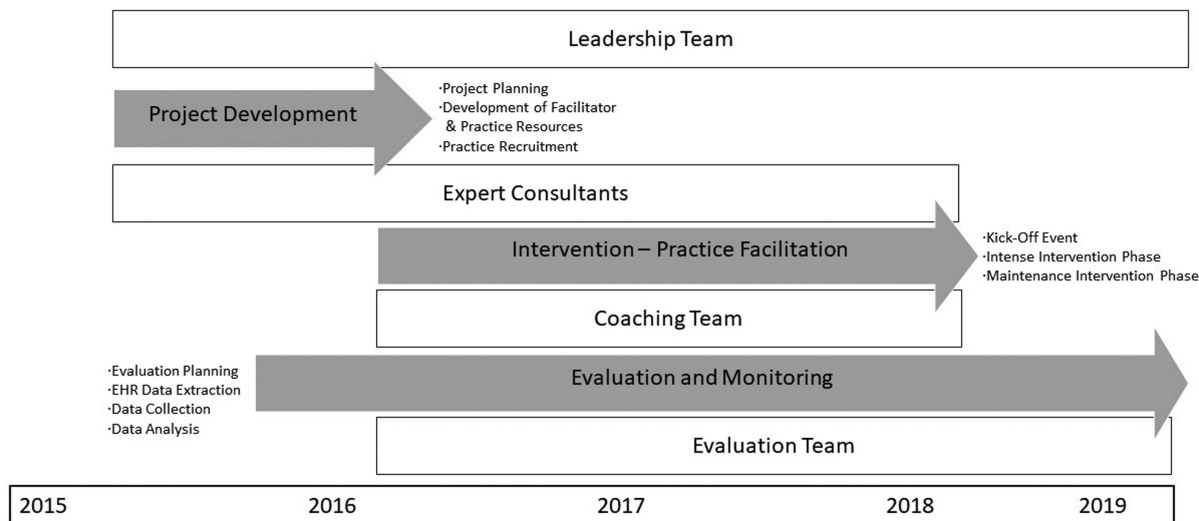 Leadership Team
Project Development
·Project Planning
·Development of Facilitator
& Practice Resources
·Practice Recruitment
Expert Consultants
Intervention – Practice Facilitation
·Kick-Off Event
·Intense Intervention Phase
·Maintenance Intervention Phase
Coaching Team
·Evaluation Planning
·EHR Data Extraction
·Data Collection
·Data Analysis
Evaluation and Monitoring
Evaluation Team
2015 2016 2017 2018 2019